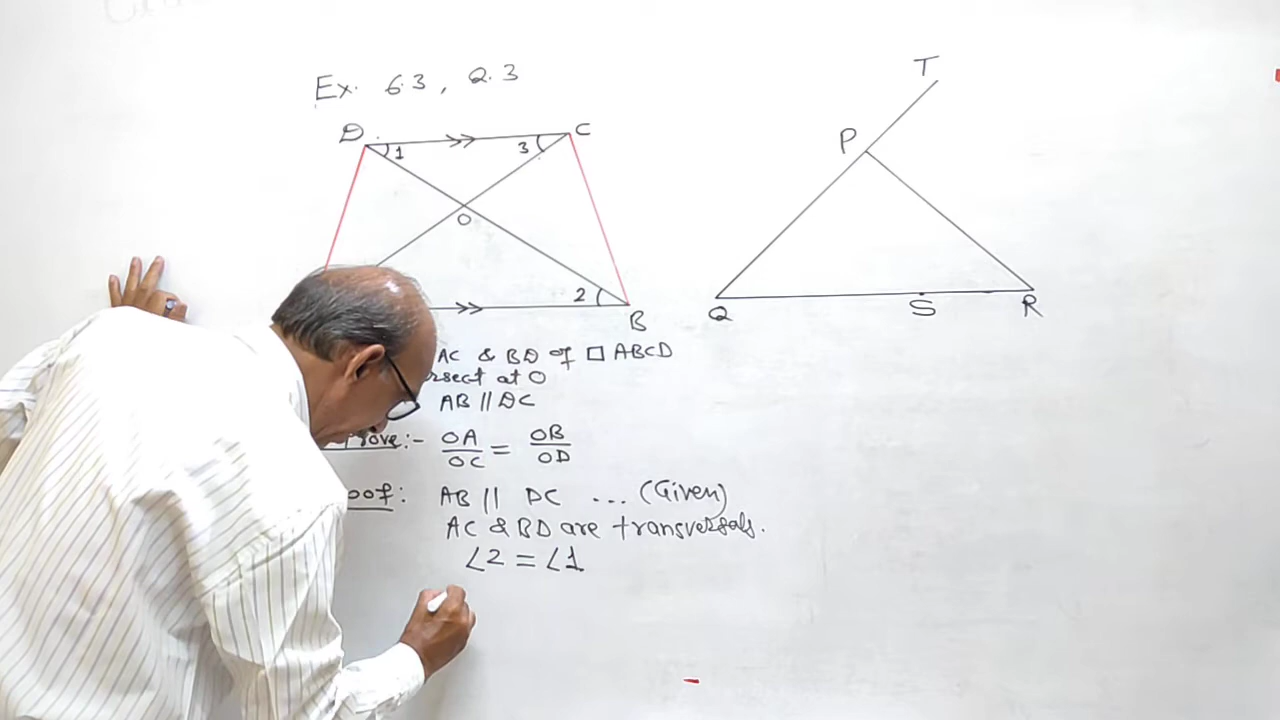 Ex. 6.3, Q.3
D
C
1
3
O
2
B
T
P
Q
S
R
AC & BD of □ ABCD
rsect at O
AB // DC
Prove:- OA/OC = OB/OD
oof: AB // DC ... (Given)
AC & BD are transversals.
∠2 = ∠1